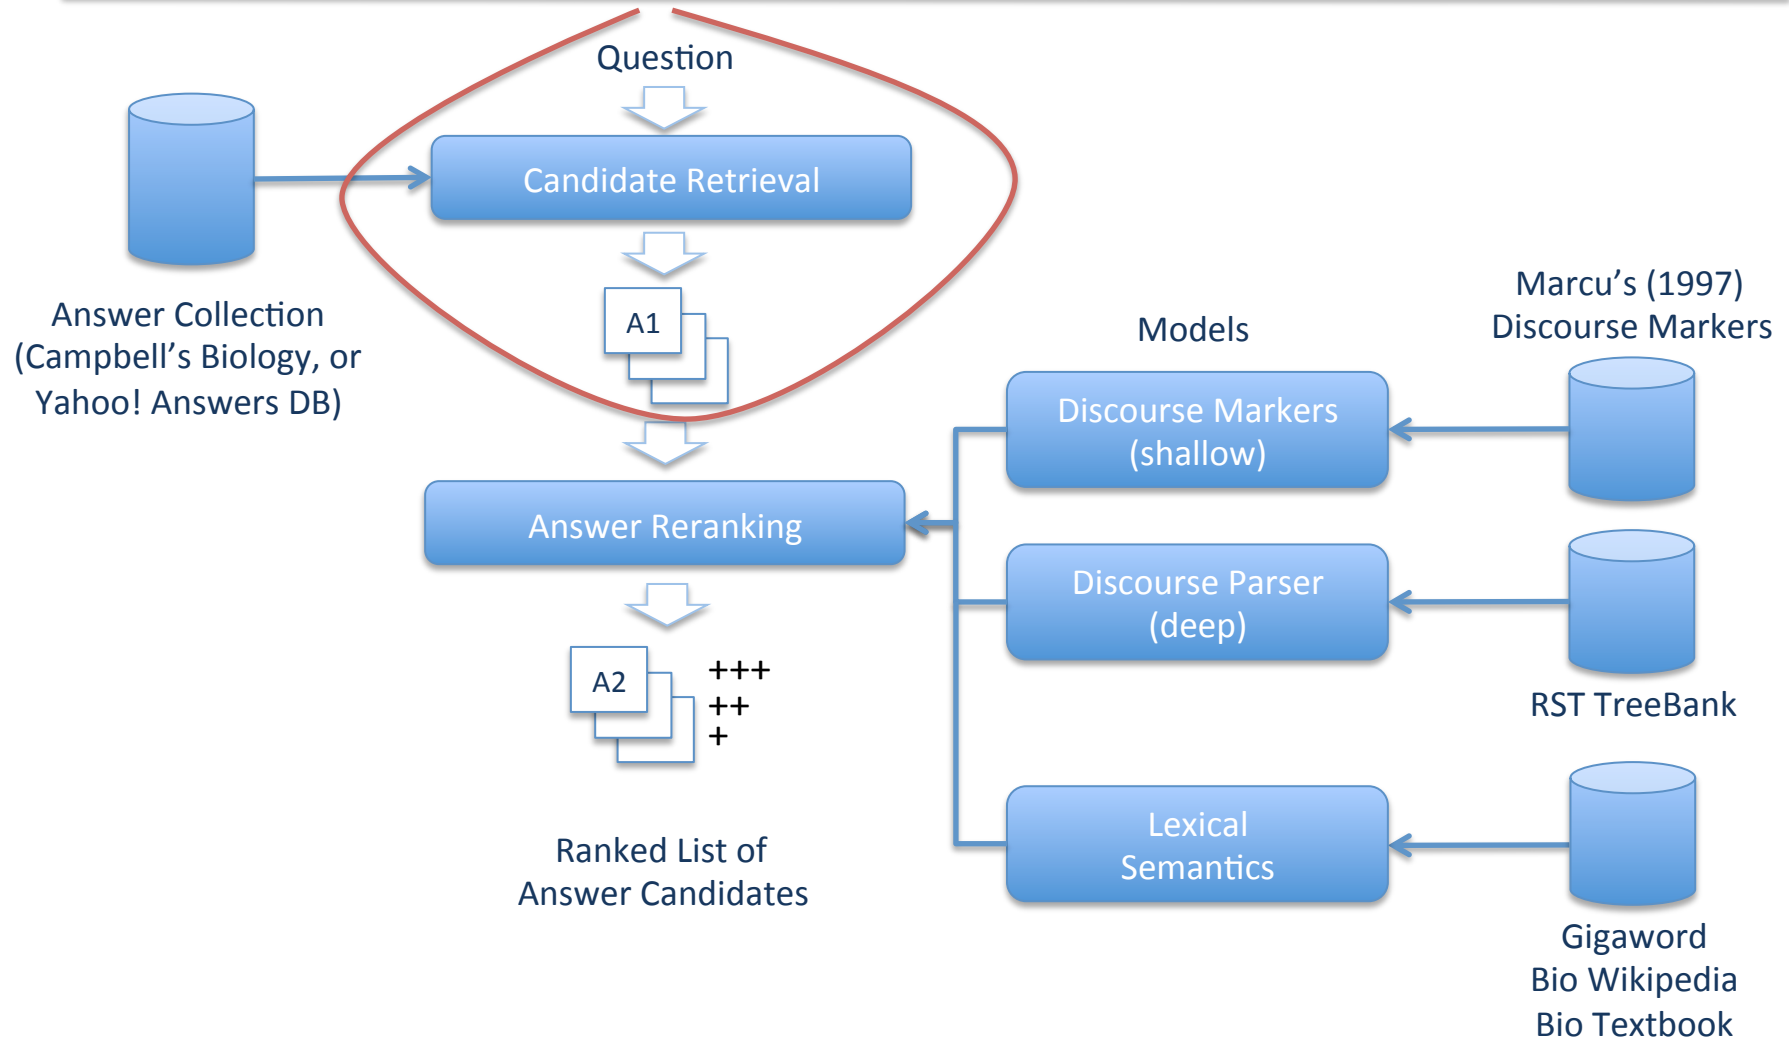 Question
Candidate Retrieval
Answer Collection
(Campbell’s Biology, or
Yahoo! Answers DB)
A1
Models
Marcu’s (1997)
Discourse Markers
Discourse Markers
(shallow)
Answer Reranking
Discourse Parser
(deep)
A2
+++
++
+
RST TreeBank
Ranked List of
Answer Candidates
Lexical
Semantics
Gigaword
Bio Wikipedia
Bio Textbook